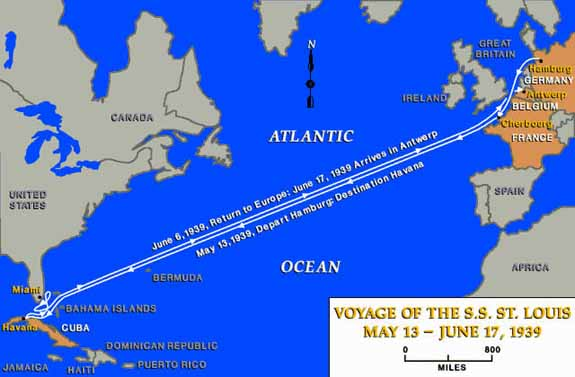 N
GREAT
BRITAIN
Hamburg
GERMANY
Antwerp
BELGIUM
IRELAND
Cherbourg
FRANCE
CANADA
ATLANTIC
June 6,1939, Return to Europe: June 17, 1939 Arrives in Antwerp
May 13,1939, Depart Hamburg: Destination Havana
UNITED
STATES
SPAIN
OCEAN
AFRICA
BERMUDA
Miami
BAHAMA ISLANDS
Havana
CUBA
DOMINICAN REPUBLIC
JAMAICA
HAITI
PUERTO RICO
VOYAGE OF THE S.S. ST. LOUIS
MAY 13 – JUNE 17, 1939
0 800
MILES